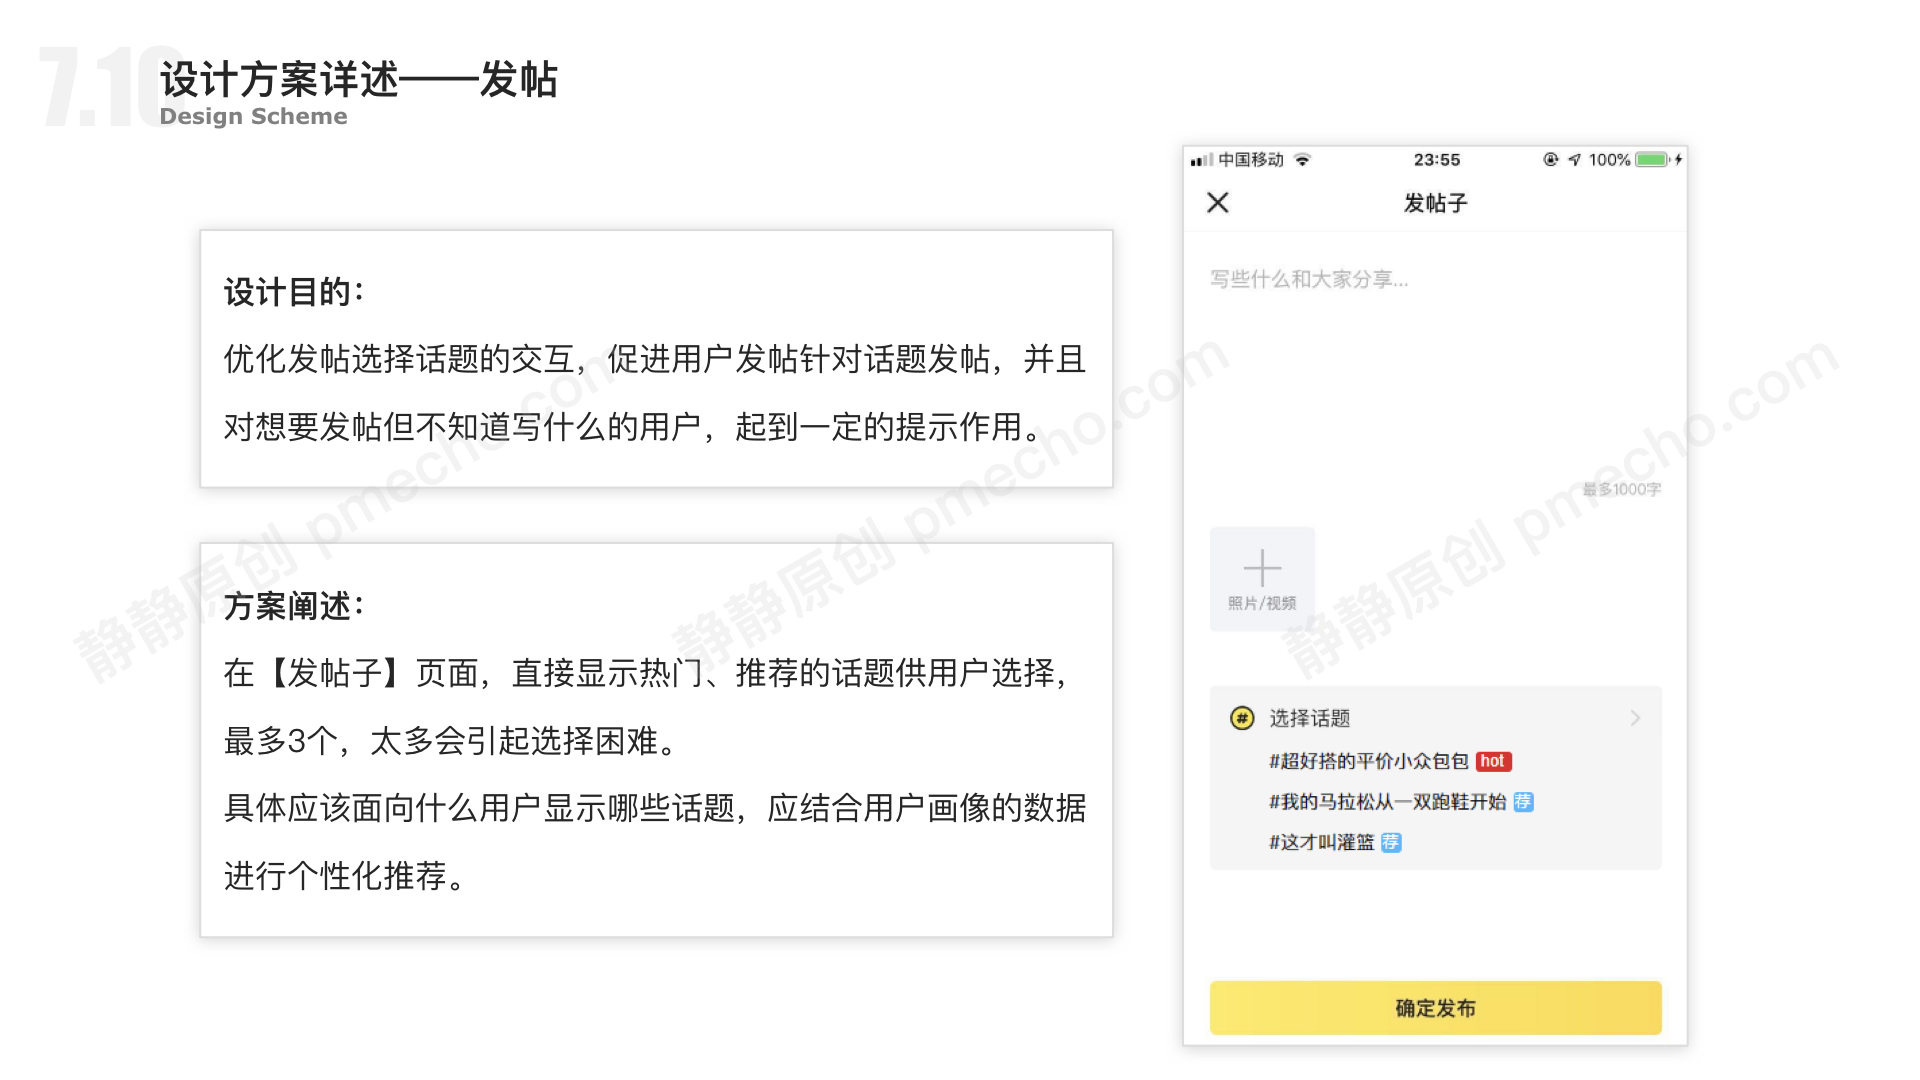 7.10
设计方案详述——发帖
Design Scheme
设计目的：
优化发帖选择话题的交互，促进用户发帖针对话题发帖，并且
对想要发帖但不知道写什么的用户，起到一定的提示作用。
方案阐述：
在【发帖子】页面，直接显示热门、推荐的话题供用户选择，
最多3个，太多会引起选择困难。
具体应该面向什么用户显示哪些话题，应结合用户画像的数据
进行个性化推荐。
中国移动 23:55 100%
发帖子
写些什么和大家分享...
最多1000字
照片/视频
# 选择话题
#超好搭的平价小众包包 hot
#我的马拉松从一双跑鞋开始 荐
#这才叫灌篮 荐
确定发布
静静原创 pmecho.com
静静原创 pmecho.com
静静原创 pmecho.com